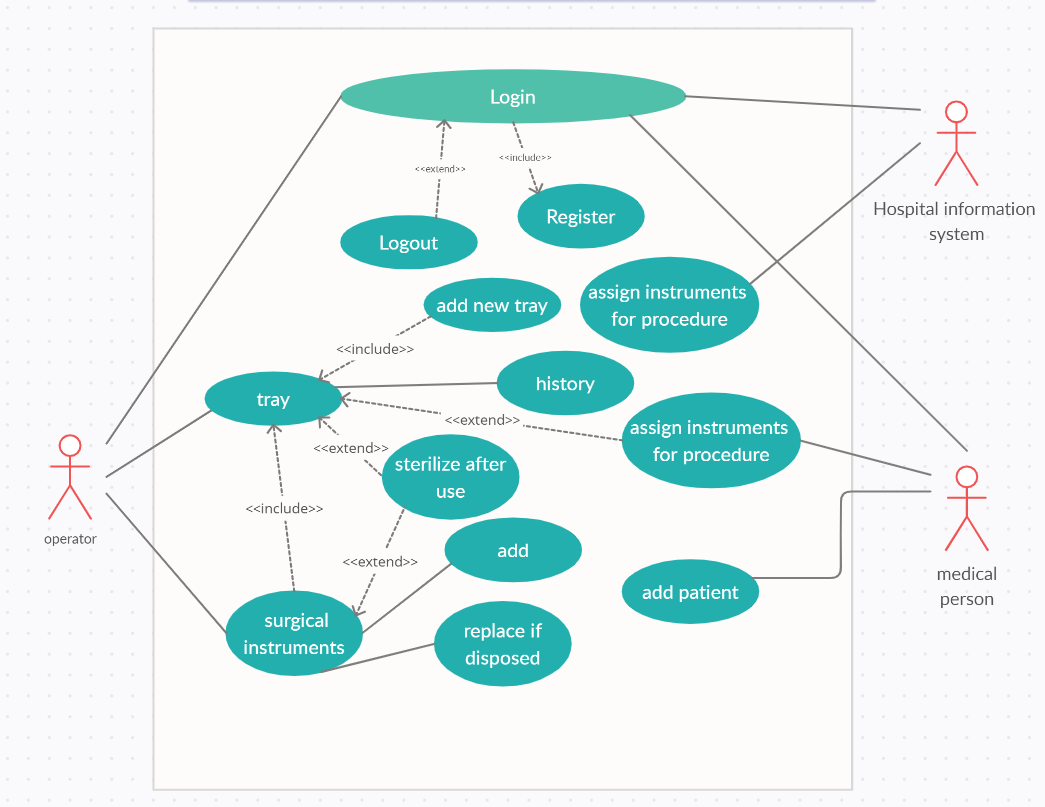 Login
<<extend>>
<<include>>
Register
Logout
Hospital information
system
assign instruments
for procedure
add new tray
<<include>>
history
tray
<<extend>>
assign instruments
for procedure
<<extend>>
sterilize after
use
operator
<<include>>
add
<<extend>>
medical
person
add patient
surgical
instruments
replace if
disposed